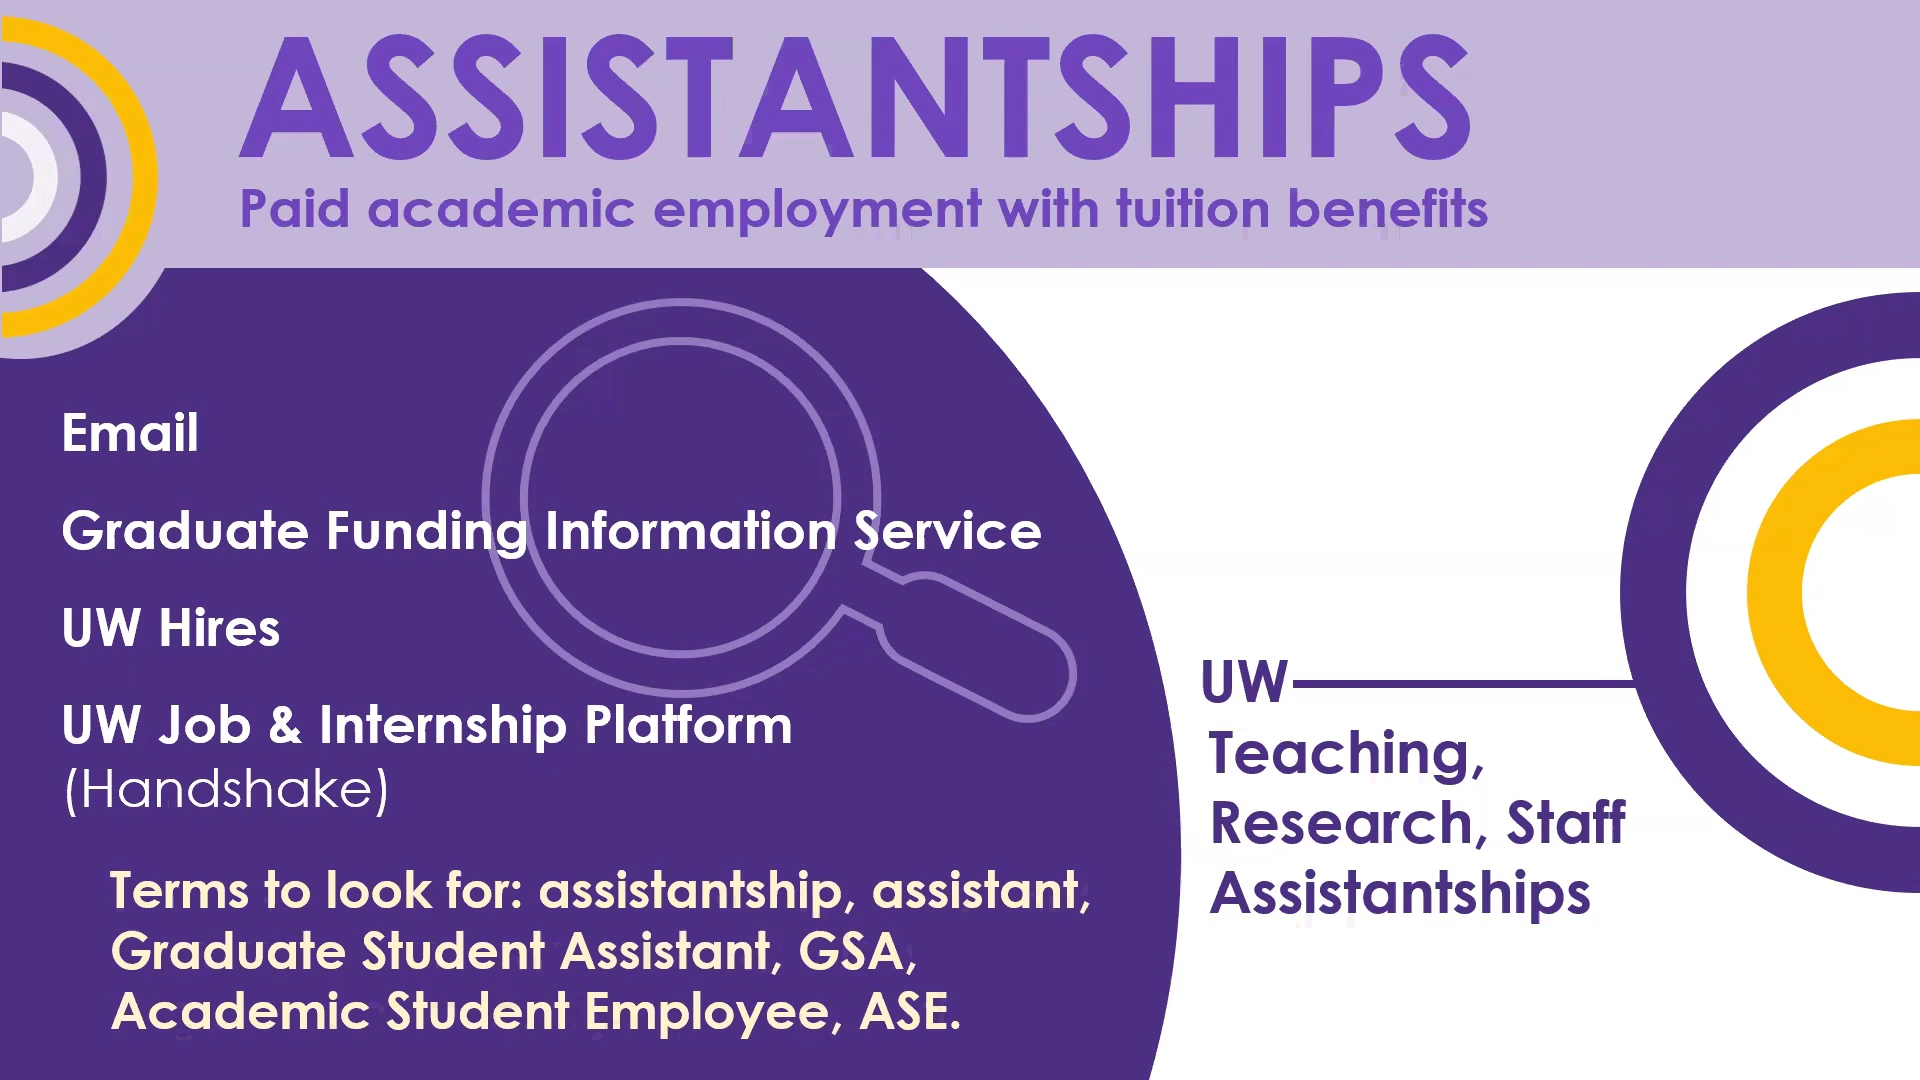 ASSISTANTSHIPS
Paid academic employment with tuition benefits
Email
Graduate Funding Information Service
UW Hires
UW Job & Internship Platform
(Handshake)
Terms to look for: assistantship, assistant,
Graduate Student Assistant, GSA,
Academic Student Employee, ASE.
UW
Teaching,
Research, Staff
Assistantships